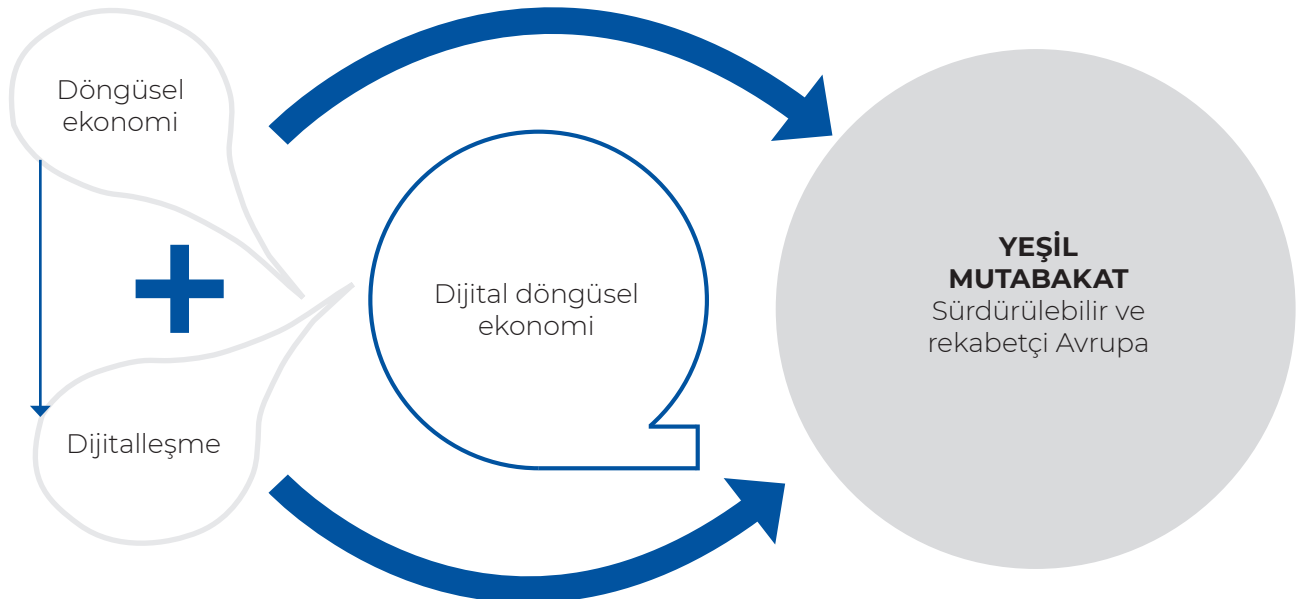 Döngüsel
ekonomi
Dijitalleşme
Dijital döngüsel
ekonomi
YEŞİL
MUTABAKAT
Sürdürülebilir ve
rekabetçi Avrupa